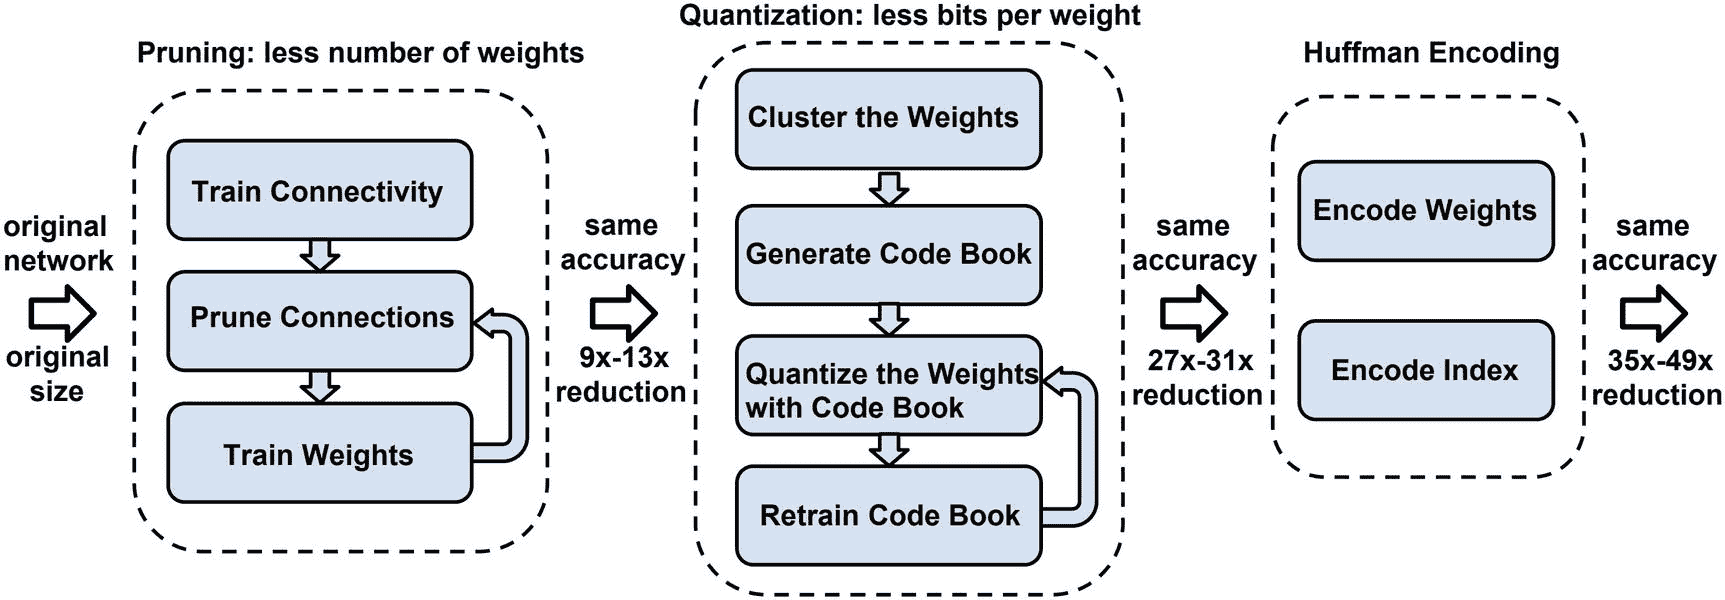 original
network
original
size
Pruning: less number of weights
Train Connectivity
Prune Connections
Train Weights
same
accuracy
9x-13x
reduction
Quantization: less bits per weight
Cluster the Weights
Generate Code Book
Quantize the Weights
with Code Book
Retrain Code Book
same
accuracy
27x-31x
reduction
Huffman Encoding
Encode Weights
Encode Index
same
accuracy
35x-49x
reduction